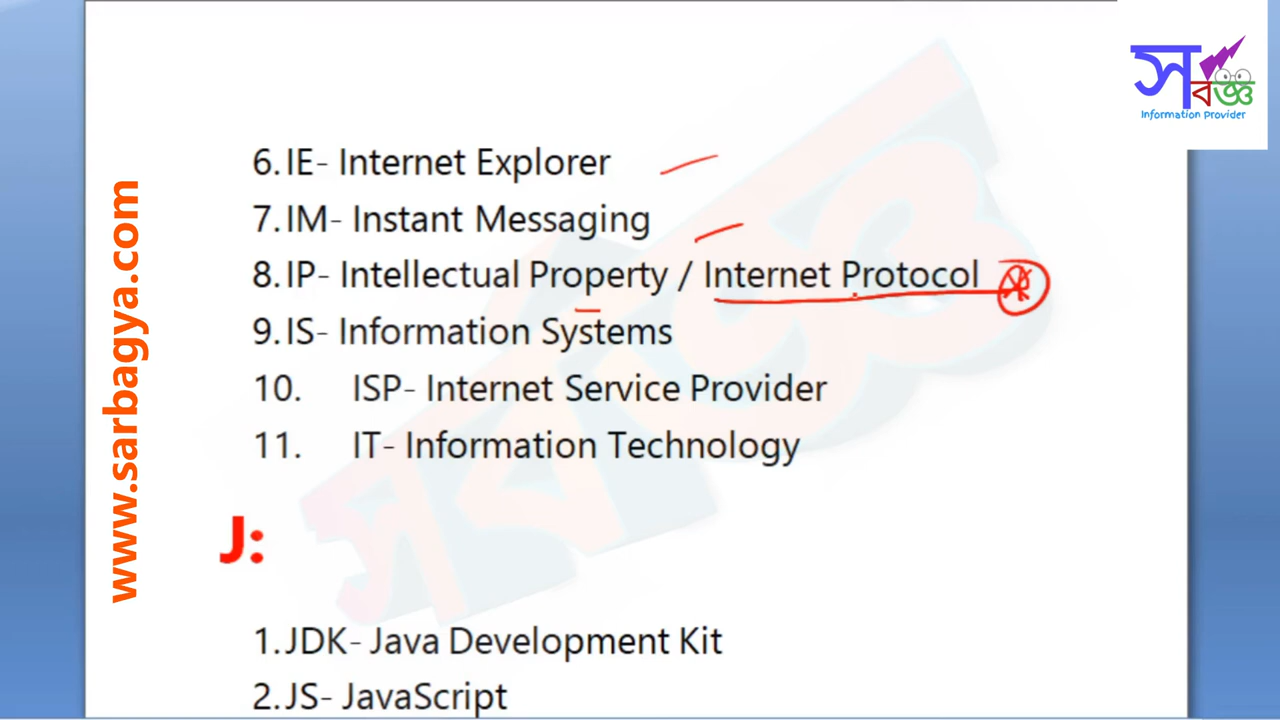 সবজান্তা
Information Provider
www.sarbagya.com
6. IE- Internet Explorer
7. IM- Instant Messaging
8. IP- Intellectual Property / Internet Protocol
9. IS- Information Systems
10. ISP- Internet Service Provider
11. IT- Information Technology
J:
1. JDK- Java Development Kit
2. JS- JavaScript